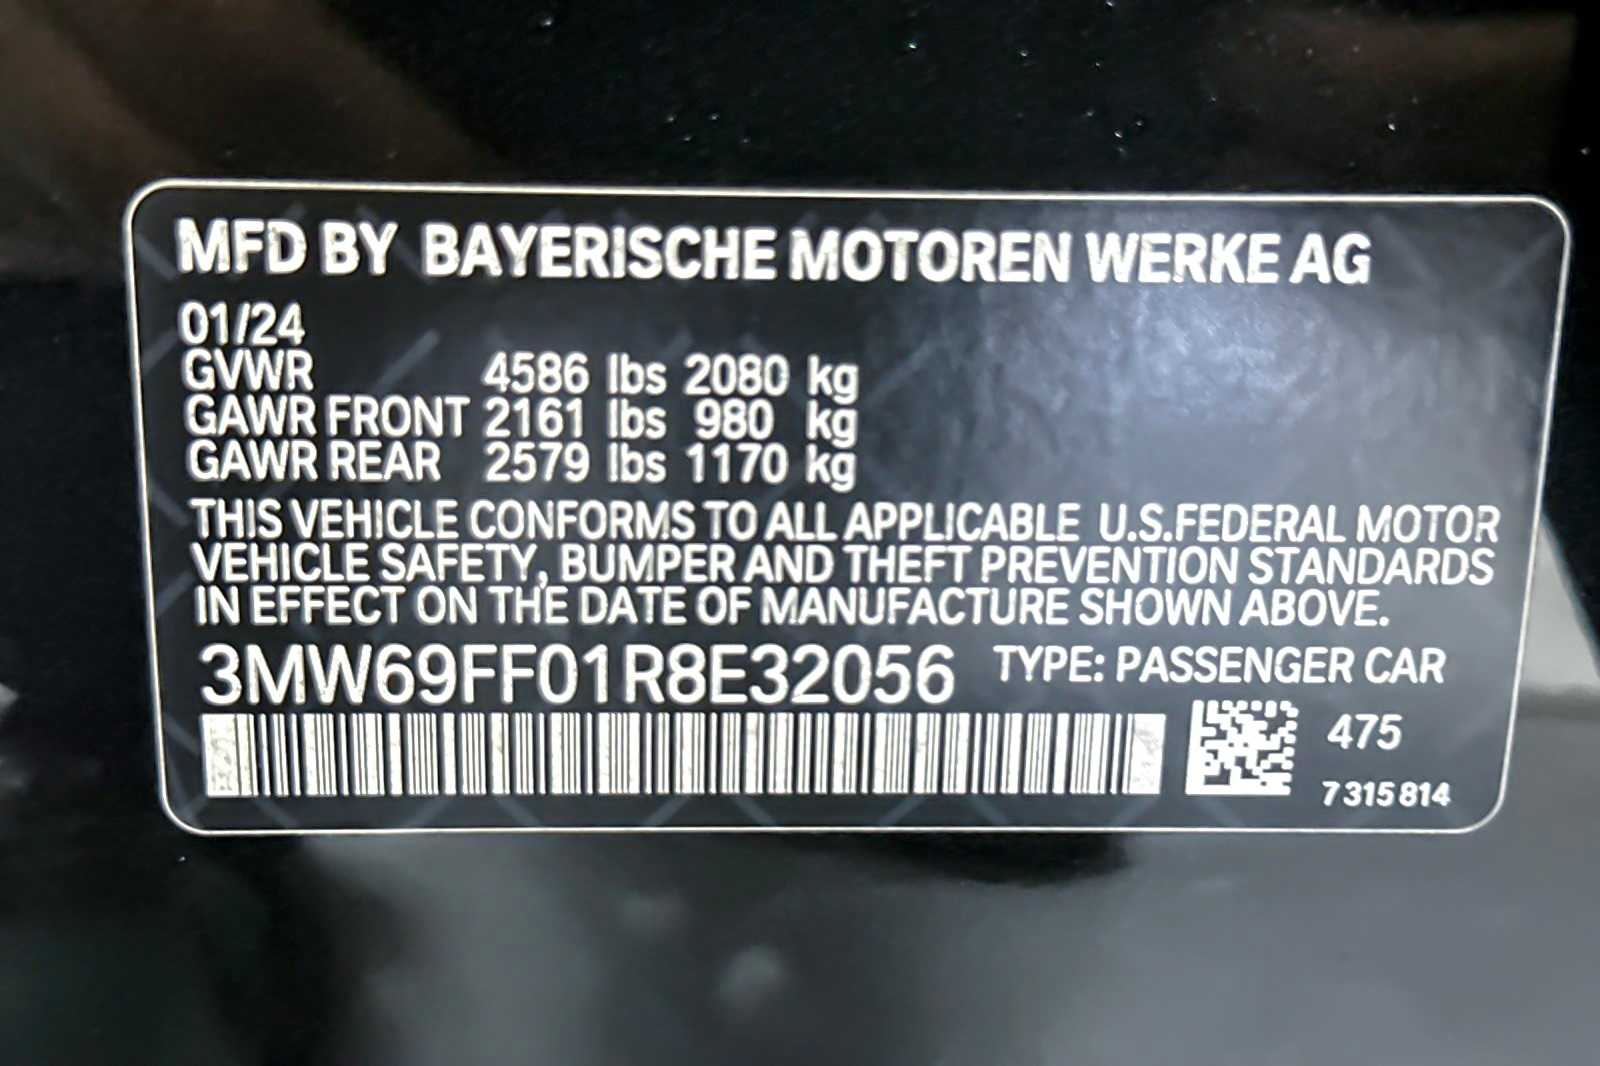 MFD BY BAYERISCHE MOTOREN WERKE AG
01/24
GVWR 4586 lbs 2080 kg
GAWR FRONT 2161 lbs 980 kg
GAWR REAR 2579 lbs 1170 kg
THIS VEHICLE CONFORMS TO ALL APPLICABLE U.S.FEDERAL MOTOR
VEHICLE SAFETY, BUMPER AND THEFT PREVENTION STANDARDS
IN EFFECT ON THE DATE OF MANUFACTURE SHOWN ABOVE.
3MW69FF01R8E32056 TYPE: PASSENGER CAR
475
7 315 814